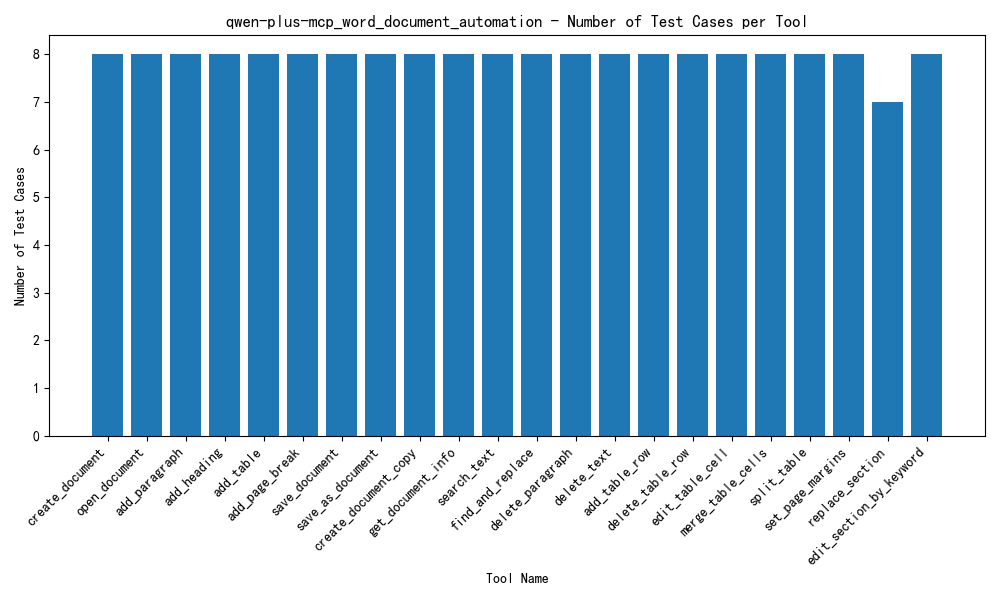 qwen-plus-mcp_word_document_automation - Number of Test Cases per Tool
Number of Test Cases
8
7
6
5
4
3
2
1
0
create_document
open_document
add_paragraph
add_heading
add_table
add_page_break
save_document
save_as_document
create_document_copy
get_document_info
search_text
find_and_replace
delete_paragraph
delete_text
add_table_row
delete_table_row
edit_table_cell
merge_table_cells
split_table
set_page_margins
replace_section
edit_section_by_keyword
Tool Name